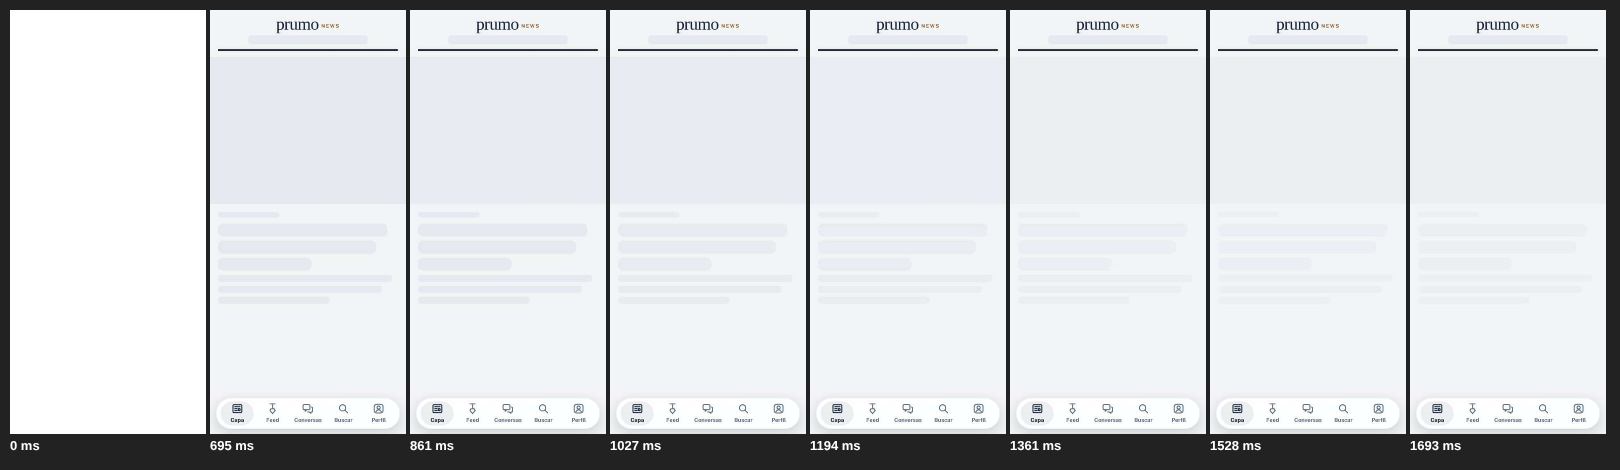 prumo NEWS
Capa Feed Conversas Buscar Perfil
0 ms
prumo NEWS
Capa Feed Conversas Buscar Perfil
695 ms
prumo NEWS
Capa Feed Conversas Buscar Perfil
861 ms
prumo NEWS
Capa Feed Conversas Buscar Perfil
1027 ms
prumo NEWS
Capa Feed Conversas Buscar Perfil
1194 ms
prumo NEWS
Capa Feed Conversas Buscar Perfil
1361 ms
prumo NEWS
Capa Feed Conversas Buscar Perfil
1528 ms
1693 ms